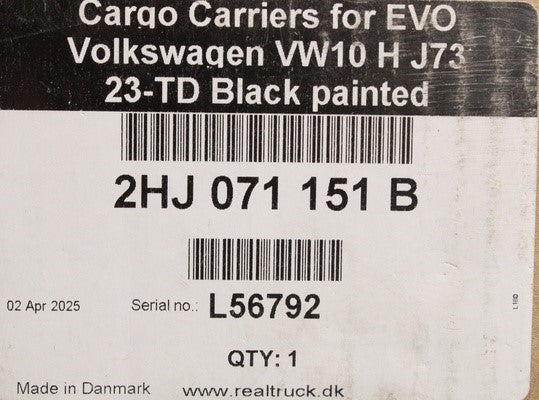 Cargo Carriers for EVO
Volkswagen VW10 H J73
23-TD Black painted
2HJ 071 151 B
02 Apr 2025 Serial no.: L56792
QTY: 1
Made in Danmark www.realtruck.dk